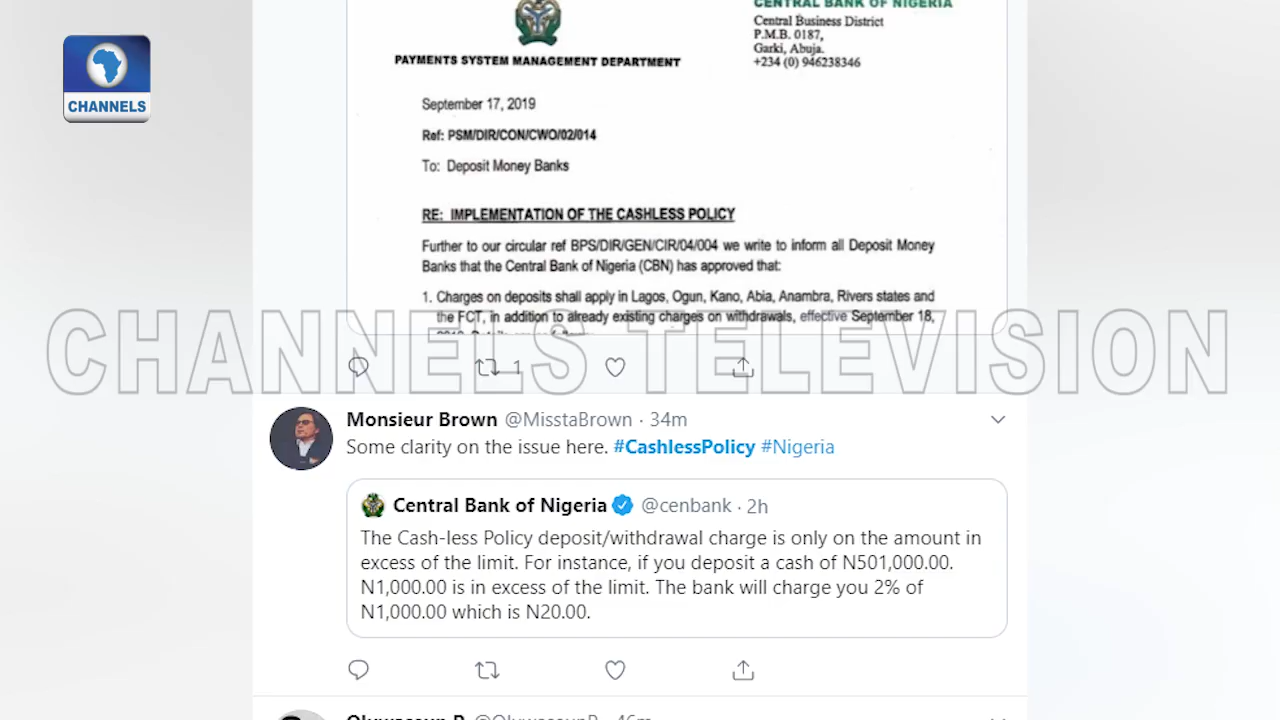 CENTRAL BANK OF NIGERIA
Central Business District
P.M.B. 0187,
Garki, Abuja.
+234 (0) 946238346
PAYMENTS SYSTEM MANAGEMENT DEPARTMENT
CHANNELS
September 17, 2019
Ref: PSM/DIR/CON/CWO/02/014
To: Deposit Money Banks
RE: IMPLEMENTATION OF THE CASHLESS POLICY
Further to our circular ref BPS/DIR/GEN/CIR/04/004 we write to inform all Deposit Money
Banks that the Central Bank of Nigeria (CBN) has approved that:
1. Charges on deposits shall apply in Lagos, Ogun, Kano, Abia, Anambra, Rivers states and
the FCT, in addition to already existing charges on withdrawals, effective September 18,
CHANNELS TELEVISION
1
Monsieur Brown @MisstaBrown · 34m
Some clarity on the issue here. #CashlessPolicy #Nigeria
Central Bank of Nigeria @cenbank · 2h
The Cash-less Policy deposit/withdrawal charge is only on the amount in
excess of the limit. For instance, if you deposit a cash of N501,000.00.
N1,000.00 is in excess of the limit. The bank will charge you 2% of
N1,000.00 which is N20.00.